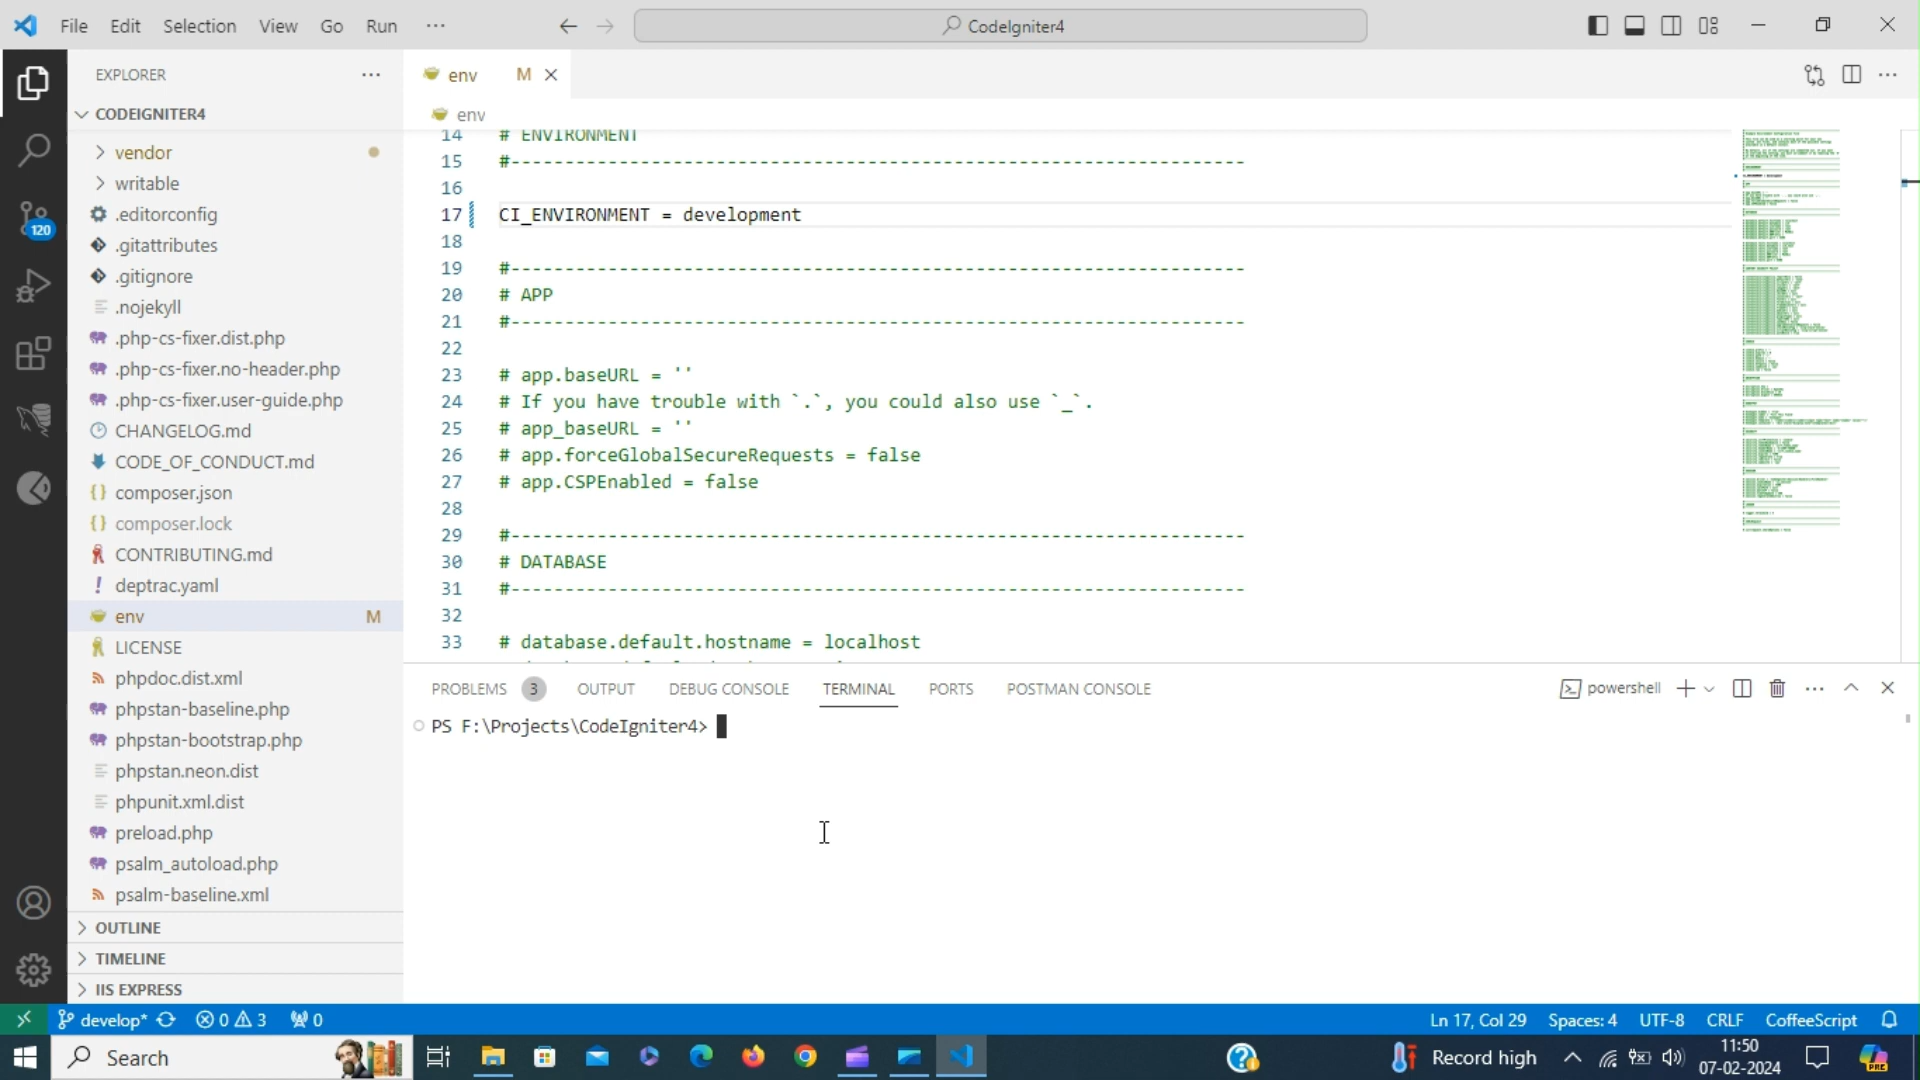 File Edit Selection View Go Run ···
CodeIgniter4
EXPLORER
CODEIGNITER4
vendor
writable
.editorconfig
.gitattributes
.gitignore
.nojekyll
.php-cs-fixer.dist.php
.php-cs-fixer.no-header.php
.php-cs-fixer.user-guide.php
CHANGELOG.md
CODE_OF_CONDUCT.md
composer.json
composer.lock
CONTRIBUTING.md
deptrac.yaml
env M
LICENSE
phpdoc.dist.xml
phpstan-baseline.php
phpstan-bootstrap.php
phpstan.neon.dist
phpunit.xml.dist
preload.php
psalm_autoload.php
psalm-baseline.xml
OUTLINE
TIMELINE
IIS EXPRESS
120
env M
env
14 # ENVIRONMENT
15 #--------------------------------------------------------------------
16
17 CI_ENVIRONMENT = development
18
19 #--------------------------------------------------------------------
20 # APP
21 #--------------------------------------------------------------------
22
23 # app.baseURL = ''
24 # If you have trouble with `.`, you could also use `_`.
25 # app_baseURL = ''
26 # app.forceGlobalSecureRequests = false
27 # app.CSPEnabled = false
28
29 #--------------------------------------------------------------------
30 # DATABASE
31 #--------------------------------------------------------------------
32
33 # database.default.hostname = localhost
PROBLEMS 3 OUTPUT DEBUG CONSOLE TERMINAL PORTS POSTMAN CONSOLE
powershell
PS F:\Projects\CodeIgniter4>
develop* 0 3 0
Ln 17, Col 29 Spaces: 4 UTF-8 CRLF CoffeeScript
Search
Record high
11:50
07-02-2024
PRE